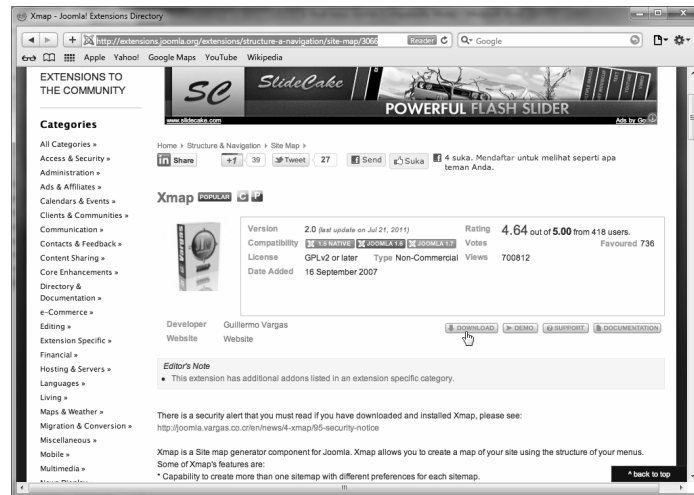 Xmap - Joomla! Extensions Directory
http://extensions.joomla.org/extensions/structure-a-navigation/site-map/3066
Reader
Google
Apple Yahoo! Google Maps YouTube Wikipedia
EXTENSIONS TO
THE COMMUNITY
SC
SlideCake
POWERFUL FLASH SLIDER
www.slidecake.com
Categories
All Categories »
Access & Security »
Administration »
Ads & Affiliates »
Calendars & Events »
Clients & Communities »
Communication »
Contacts & Feedback »
Content Sharing »
Core Enhancements »
Directory &
Documentation »
e-Commerce »
Editing »
Extension Specific »
Financial »
Hosting & Servers »
Languages »
Living »
Maps & Weather »
Migration & Conversion »
Miscellaneous »
Mobile »
Multimedia »
Home › Structure & Navigation › Site Map ›
in Share +1 39 Tweet 27 Send Suka 4 suka. Mendaftar untuk melihat seperti apa
teman Anda.
Xmap POPULAR C P
Vargas
Version 2.0 (last update on Jul 21, 2011)
Compatibility 1.5 NATIVE JOOMLA 1.6 JOOMLA 1.7
License GPLv2 or later Type Non-Commercial
Date Added 16 September 2007
Rating 4.64 out of 5.00 from 418 users.
Votes Favoured 736
Views 700812
Developer Guillermo Vargas
Website Website
DOWNLOAD DEMO SUPPORT DOCUMENTATION
Editor's Note
• This extension has additional addons listed in an extension specific category.
There is a security alert that you must read if you have downloaded and installed Xmap, please see:
http://joomla.vargas.co.cr/en/news/4-xmap/95-security-notice
Xmap is a Site map generator component for Joomla. Xmap allows you to create a map of your site using the structure of your menus.
Some of Xmap's features are:
* Capability to create more than one sitemap with different preferences for each sitemap.
^ back to top